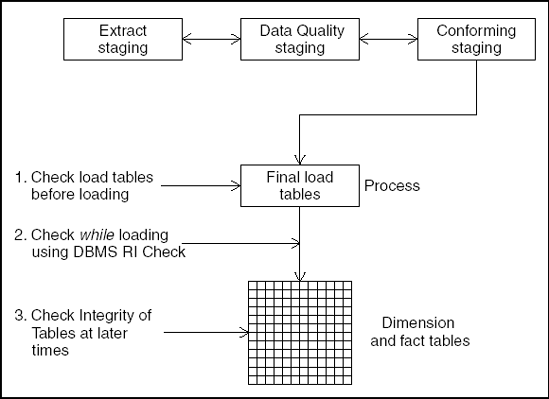 Extract
staging
Data Quality
staging
Conforming
staging
1. Check load tables
before loading
Final load
tables
Process
2. Check while loading
using DBMS RI Check
3. Check Integrity of
Tables at later
times
Dimension
and fact tables